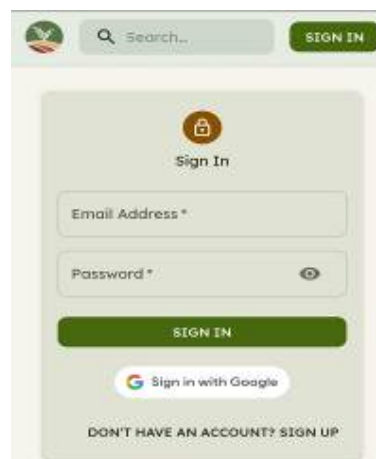 Search...
SIGN IN
Sign In
Email Address *
Password *
SIGN IN
Sign in with Google
DON'T HAVE AN ACCOUNT? SIGN UP